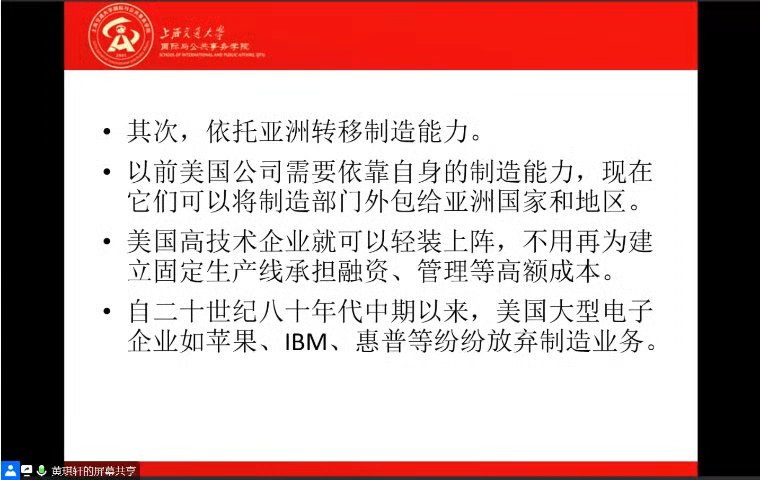 上海交通大学
国际与公共事务学院
SCHOOL OF INTERNATIONAL AND PUBLIC AFFAIRS, SJTU
• 其次，依托亚洲转移制造能力。
• 以前美国公司需要依靠自身的制造能力，现在
它们可以将制造部门外包给亚洲国家和地区。
• 美国高技术企业就可以轻装上阵，不用再为建
立固定生产线承担融资、管理等高额成本。
• 自二十世纪八十年代中期以来，美国大型电子
企业如苹果、IBM、惠普等纷纷放弃制造业务。
黄琪轩的屏幕共享